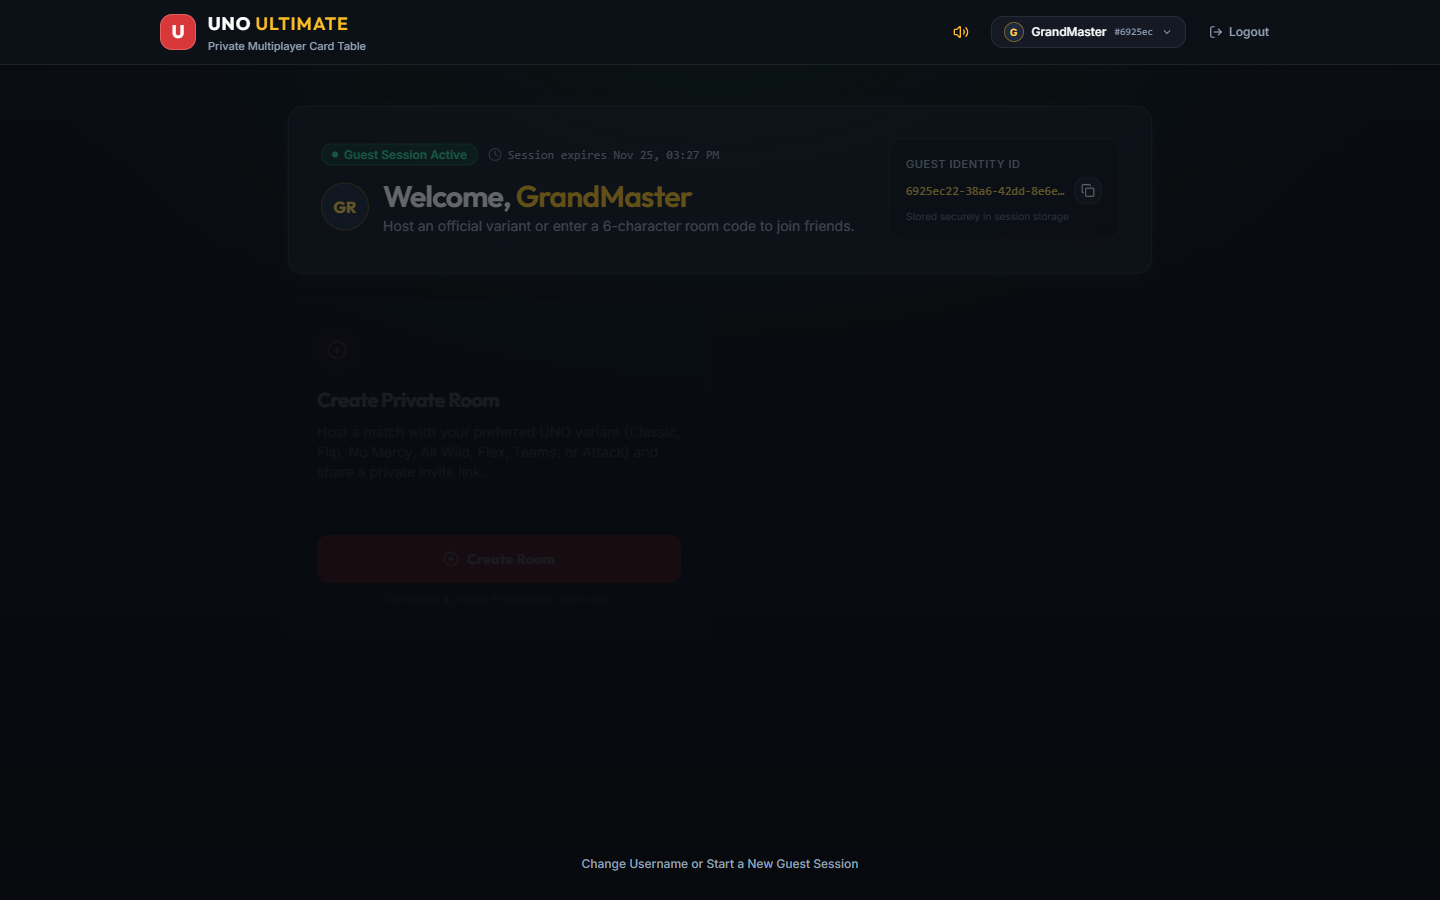 U
UNO ULTIMATE
Private Multiplayer Card Table
G GrandMaster #6925ec
Logout
Guest Session Active
Session expires Nov 25, 03:27 PM
GR
Welcome, GrandMaster
Host an official variant or enter a 6-character room code to join friends.
GUEST IDENTITY ID
6925ec22-38a6-42dd-8e6e…
Stored securely in session storage
Create Private Room
Host a match with your preferred UNO variant (Classic,
Flip, No Mercy, All Wild, Flex, Teams, or Attack) and
share a private invite link.
Create Room
Change Username or Start a New Guest Session